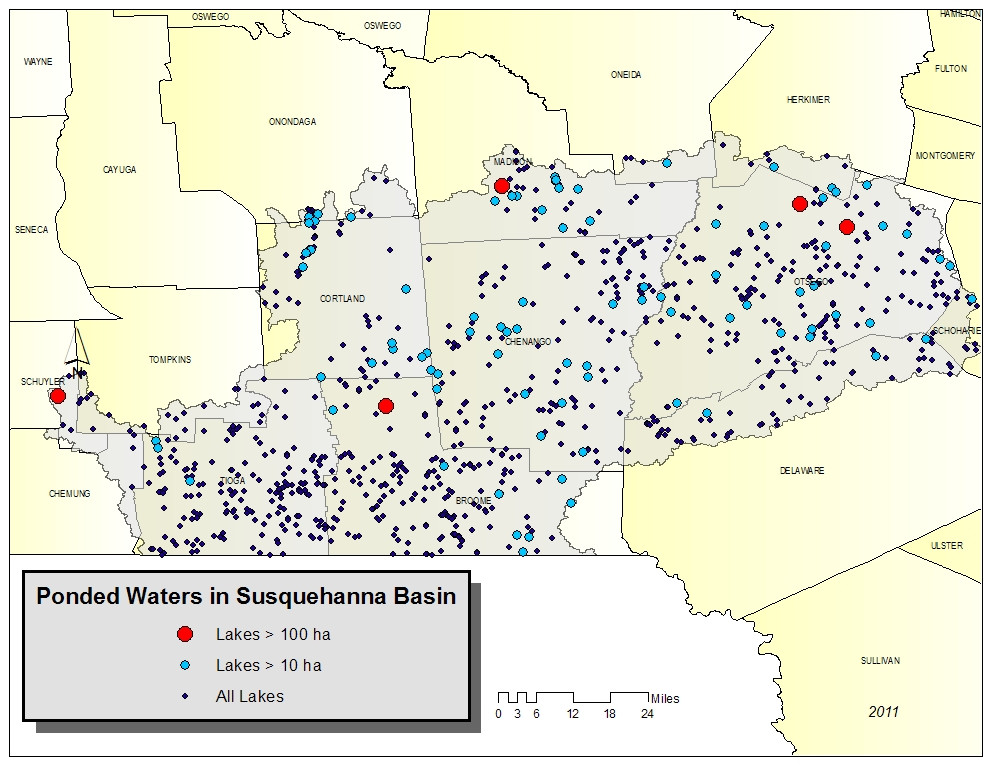 OSWEGO
OSWEGO
HAMILTON
WAYNE
ONEIDA
FULTON
HERKIMER
ONONDAGA
MONTGOMERY
CAYUGA
MADISON
SENECA
OTSEGO
CORTLAND
SCHOHARIE
CHENANGO
TOMPKINS
N
SCHUYLER
DELAWARE
TIOGA
CHEMUNG
BROOME
ULSTER
Ponded Waters in Susquehanna Basin
Lakes > 100 ha
Lakes > 10 ha
All Lakes
Miles
0 3 6 12 18 24
SULLIVAN
2011